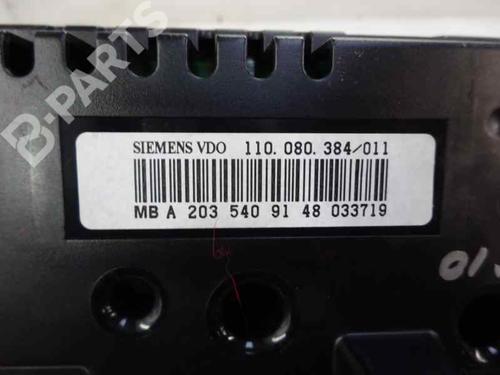 B-PARTS
SIEMENS VDO 110.080.384/011
MB A 203 540 91 48 033719